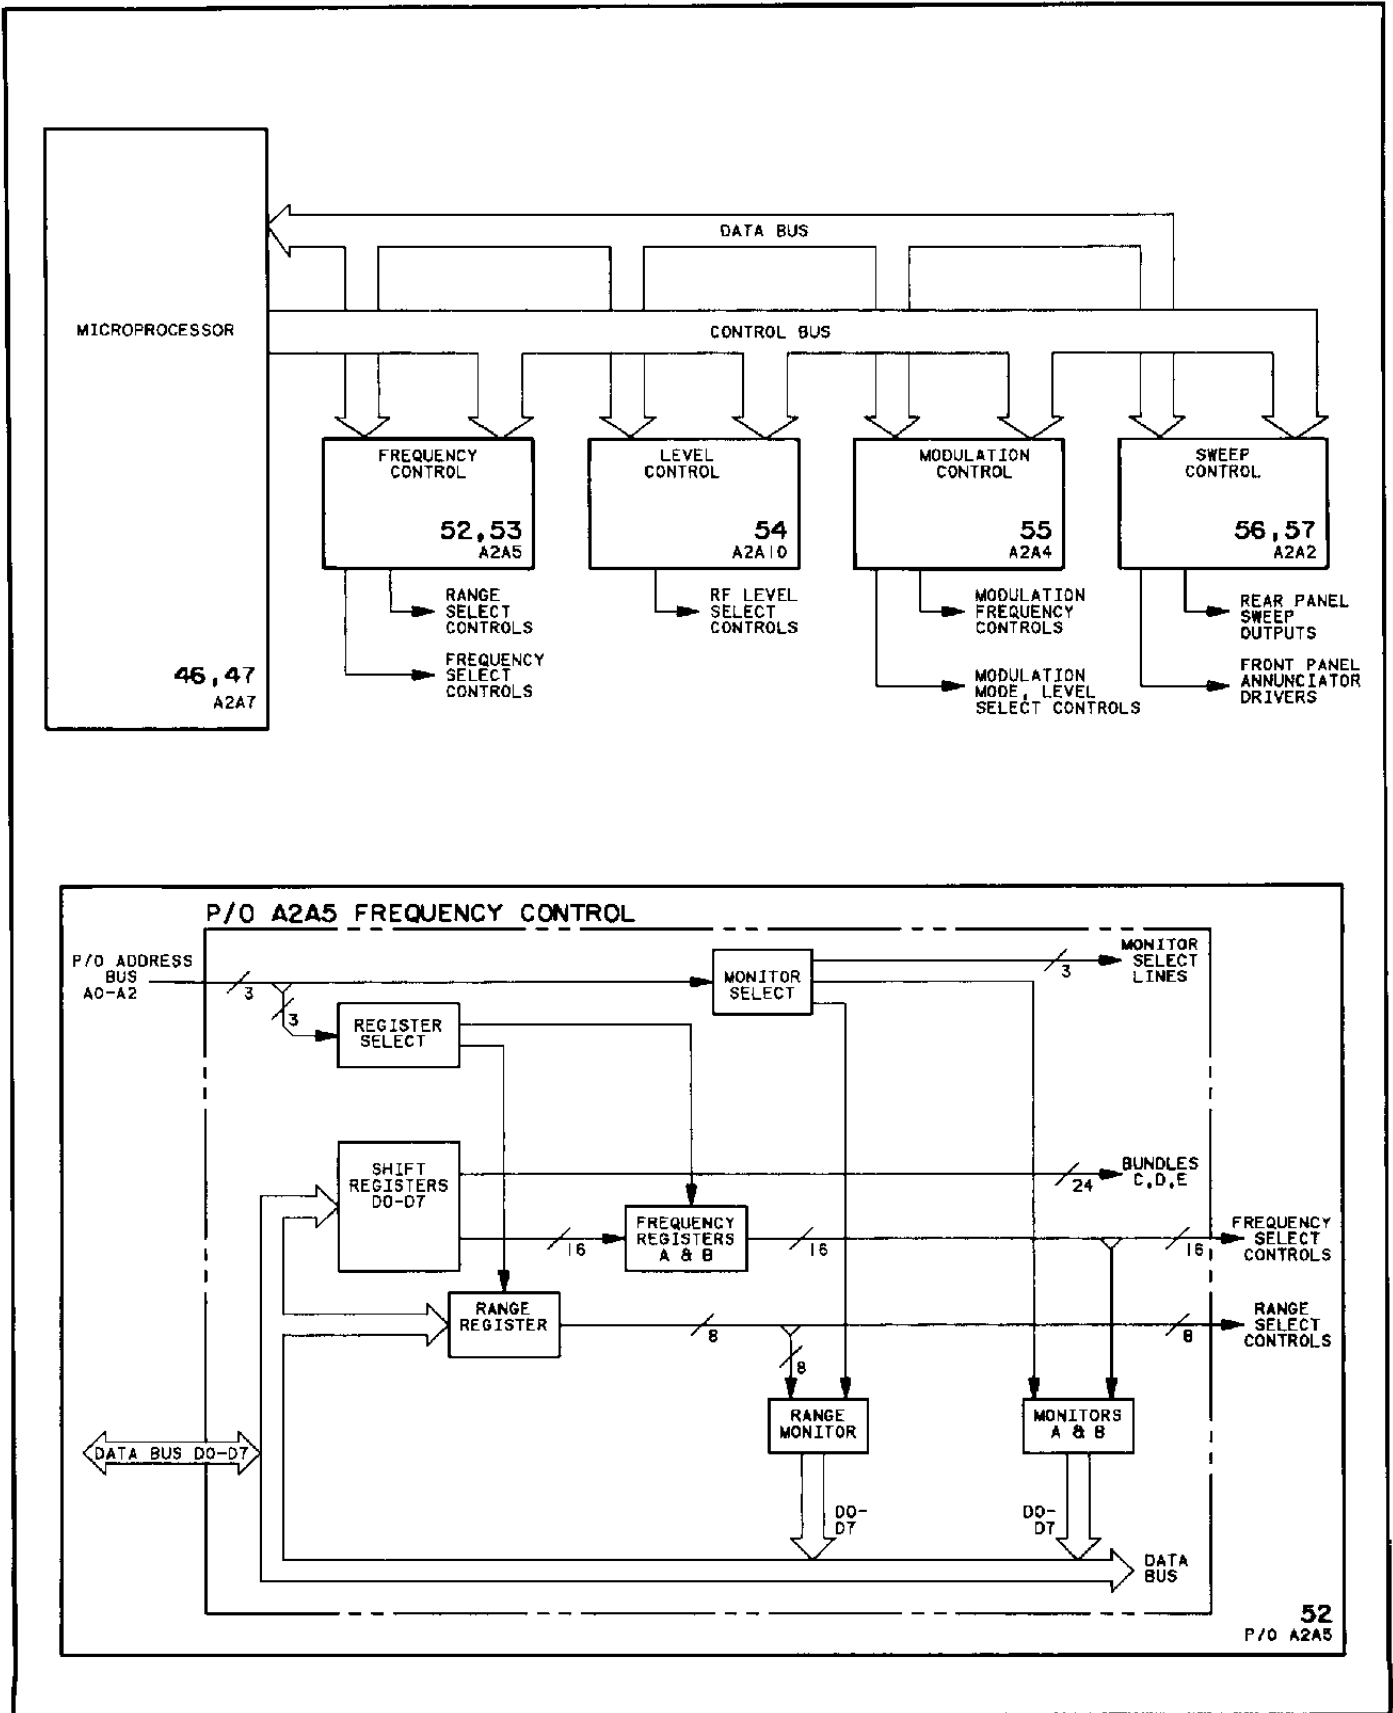 DATA BUS
MICROPROCESSOR
CONTROL BUS
FREQUENCY
CONTROL
52,53
A2A5
LEVEL
CONTROL
54
A2A10
MODULATION
CONTROL
55
A2A4
SWEEP
CONTROL
56,57
A2A2
RANGE
SELECT
CONTROLS
FREQUENCY
SELECT
CONTROLS
RF LEVEL
SELECT
CONTROLS
MODULATION
FREQUENCY
CONTROLS
MODULATION
MODE, LEVEL
SELECT CONTROLS
REAR PANEL
SWEEP
OUTPUTS
FRONT PANEL
ANNUNCIATOR
DRIVERS
46,47
A2A7
P/O A2A5 FREQUENCY CONTROL
P/O ADDRESS
BUS
A0-A2
3
3
REGISTER
SELECT
MONITOR
SELECT
3
MONITOR
SELECT
LINES
SHIFT
REGISTERS
D0-D7
24
BUNDLES
C,D,E
16
FREQUENCY
REGISTERS
A & B
16
16
FREQUENCY
SELECT
CONTROLS
RANGE
REGISTER
8
8
8
RANGE
SELECT
CONTROLS
RANGE
MONITOR
MONITORS
A & B
DATA BUS D0-D7
D0-
D7
D0-
D7
DATA
BUS
52
P/O A2A5